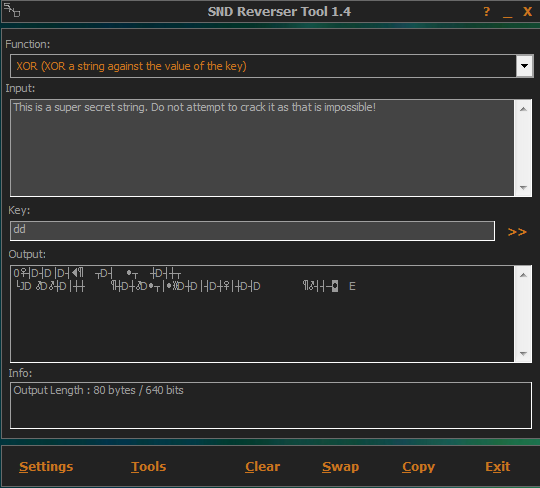 SND Reverser Tool 1.4
? _ X
Function:
XOR (XOR a string against the value of the key)
Input:
This is a super secret string. Do not attempt to crack it as that is impossible!
Key:
dd
>>
Output:
Info:
Output Length : 80 bytes / 640 bits
Settings Tools Clear Swap Copy Exit